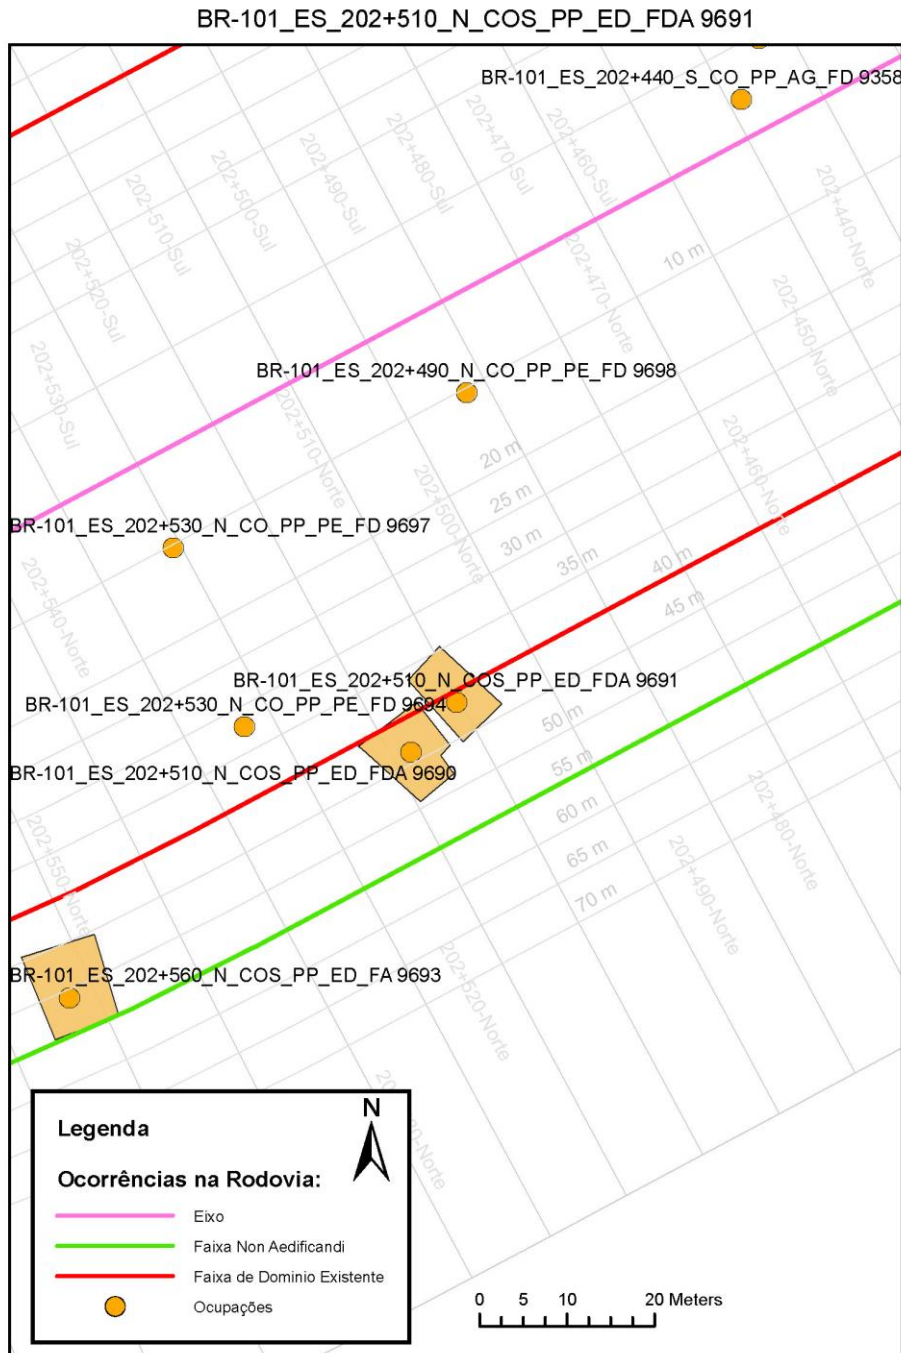 BR-101_ES_202+510_N_COS_PP_ED_FDA 9691
BR-101_ES_202+440_S_CO_PP_AG_FD 9358
202+460-Sul
202+470-Sul
202+480-Sul
202+490-Sul
202+500-Sul
202+510-Sul
202+520-Sul
202+530-Sul
202+440-Norte
10 m
202+470-Norte
202+450-Norte
BR-101_ES_202+490_N_CO_PP_PE_FD 9698
202+510-Norte
20 m
202+460-Norte
25 m
202+500-Norte
BR-101_ES_202+530_N_CO_PP_PE_FD 9697
30 m
35 m
40 m
45 m
202+540-Norte
BR-101_ES_202+510_N_COS_PP_ED_FDA 9691
BR-101_ES_202+530_N_CO_PP_PE_FD 9694
50 m
BR-101_ES_202+510_N_COS_PP_ED_FDA 9690
55 m
202+480-Norte
60 m
202+550-Norte
65 m
202+490-Norte
70 m
BR-101_ES_202+560_N_COS_PP_ED_FA 9693
202+520-Norte
Legenda
N
Ocorrências na Rodovia:
Eixo
Faixa Non Aedificandi
Faixa de Dominio Existente
Ocupações
0 5 10 20 Meters